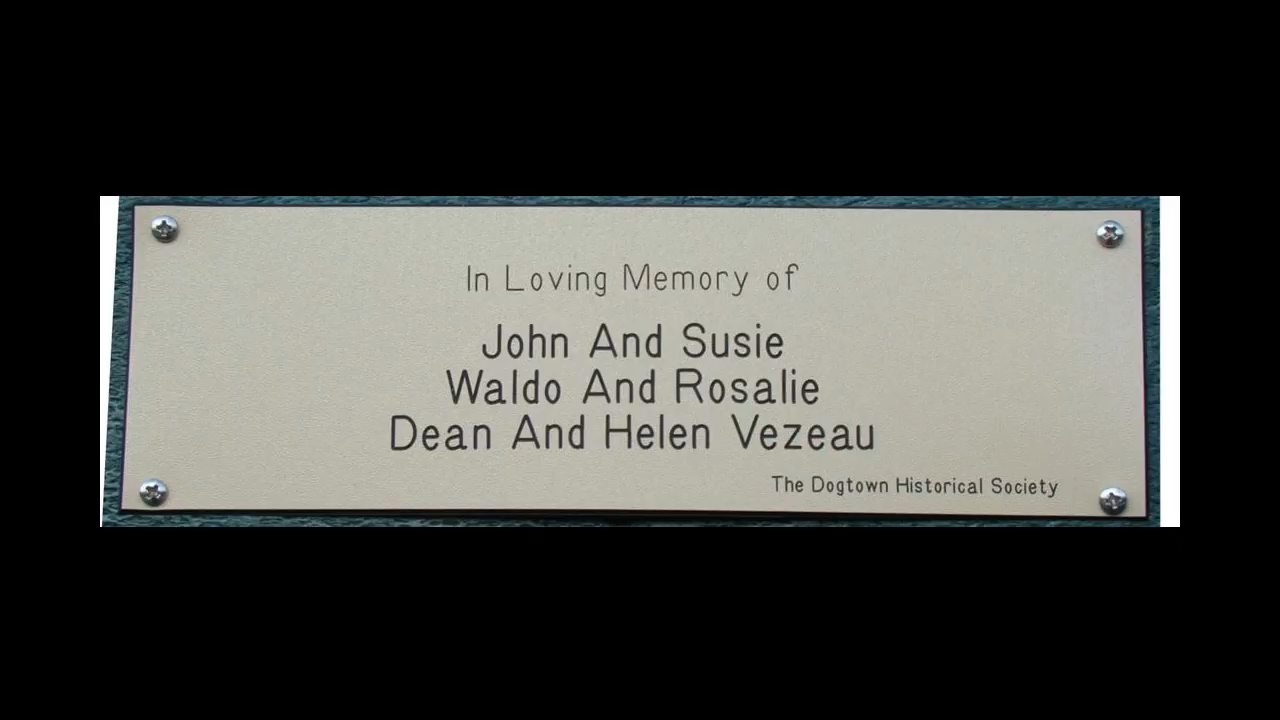 In Loving Memory of
John And Susie
Waldo And Rosalie
Dean And Helen Vezeau
The Dogtown Historical Society